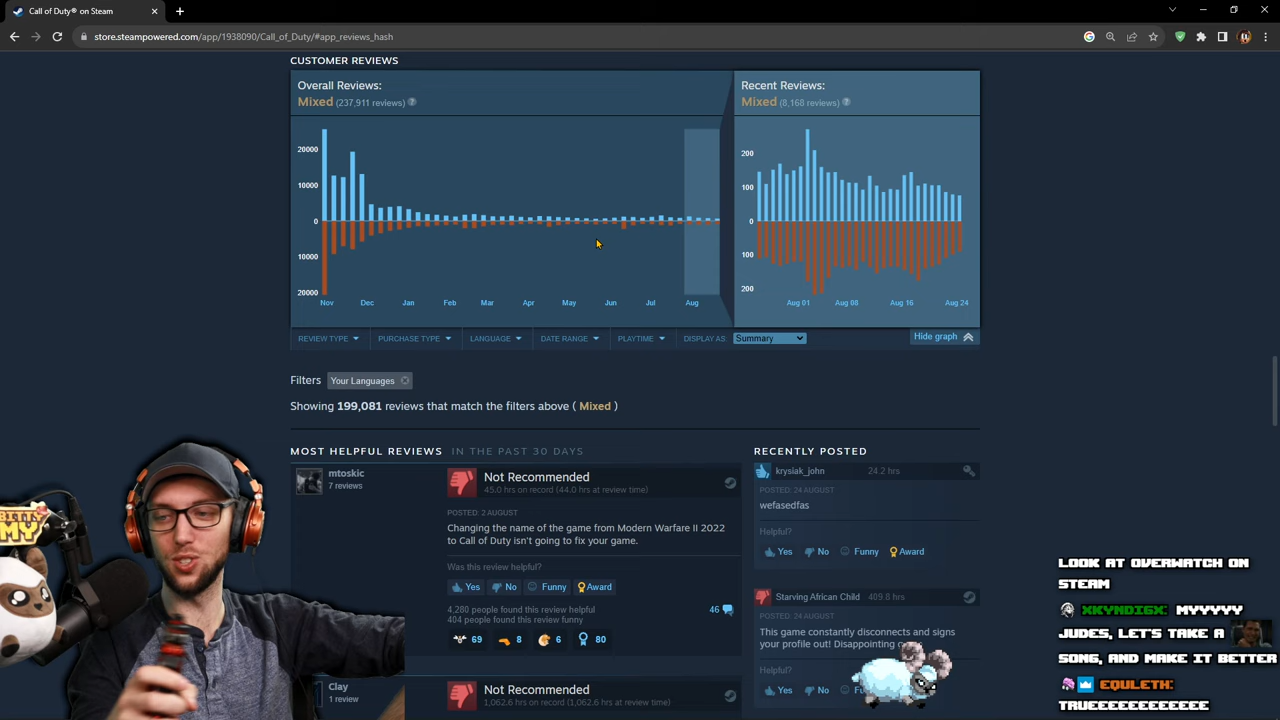 Call of Duty® on Steam
store.steampowered.com/app/1938090/Call_of_Duty/#app_reviews_hash
CUSTOMER REVIEWS
Overall Reviews:
Mixed (237,911 reviews) ?
20000
10000
0
10000
20000
Nov Dec Jan Feb Mar Apr May Jun Jul Aug
Recent Reviews:
Mixed (8,168 reviews) ?
200
100
0
100
200
Aug 01 Aug 08 Aug 16 Aug 24
REVIEW TYPE PURCHASE TYPE LANGUAGE DATE RANGE PLAYTIME DISPLAY AS: Summary
Hide graph
Filters Your Languages
Showing 199,081 reviews that match the filters above ( Mixed )
MOST HELPFUL REVIEWS IN THE PAST 30 DAYS
mtoskic
7 reviews
Not Recommended
45.0 hrs on record (44.0 hrs at review time)
POSTED: 2 AUGUST
Changing the name of the game from Modern Warfare II 2022
to Call of Duty isn't going to fix your game.
Was this review helpful?
Yes No Funny Award
4,280 people found this review helpful
404 people found this review funny
46
69 8 6 80
Clay
1 review
Not Recommended
1,062.6 hrs on record (1,062.6 hrs at review time)
RECENTLY POSTED
krysiak_john 24.2 hrs
POSTED: 24 AUGUST
wefasedfas
Helpful?
Yes No Funny Award
Starving African Child 409.8 hrs
POSTED: 24 AUGUST
This game constantly disconnects and signs
your profile out! Disappointing
Helpful?
Yes No
BITTY
MY
LOOK AT OVERWATCH ON
STEAM
XKYNDIGX: MYYYYY
JUDES, LET'S TAKE A
SONG, AND MAKE IT BETTER
EQULETH:
TRUEEEEEEEEEEEE